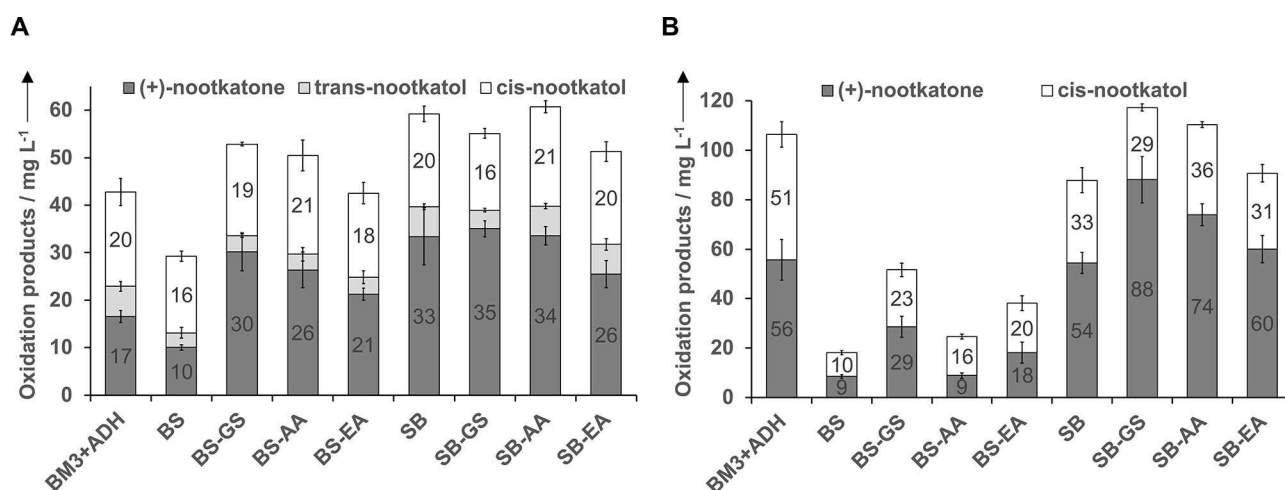 A
Oxidation products / mg L⁻¹
(+)-nootkatone trans-nootkatol cis-nootkatol
60
50
40
30
20
10
0
20
17
16
10
19
30
21
26
18
21
20
33
16
35
21
34
20
26
BM3+ADH
BS
BS-GS
BS-AA
BS-EA
SB
SB-GS
SB-AA
SB-EA
B
Oxidation products / mg L⁻¹
(+)-nootkatone cis-nootkatol
120
100
80
60
40
20
0
51
56
10
9
23
29
16
9
20
18
33
54
29
88
36
74
31
60
BM3+ADH
BS
BS-GS
BS-AA
BS-EA
SB
SB-GS
SB-AA
SB-EA